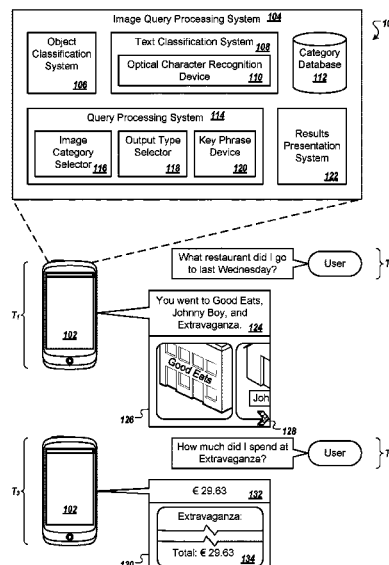 Image Query Processing System 104
Object Classification System 106
Text Classification System 108
Optical Character Recognition Device 110
Category Database 112
Query Processing System 114
Image Category Selector 116
Output Type Selector 118
Key Phrase Device 120
Results Presentation System 122
What restaurant did I go to last Wednesday?
User
T₁
102
You went to Good Eats, Johnny Boy, and Extravaganza. 124
Good Eats
Joh
126
128
How much did I spend at Extravaganza?
User
T₃
102
€ 29.63 132
Extravaganza:
Total: € 29.63 134
130